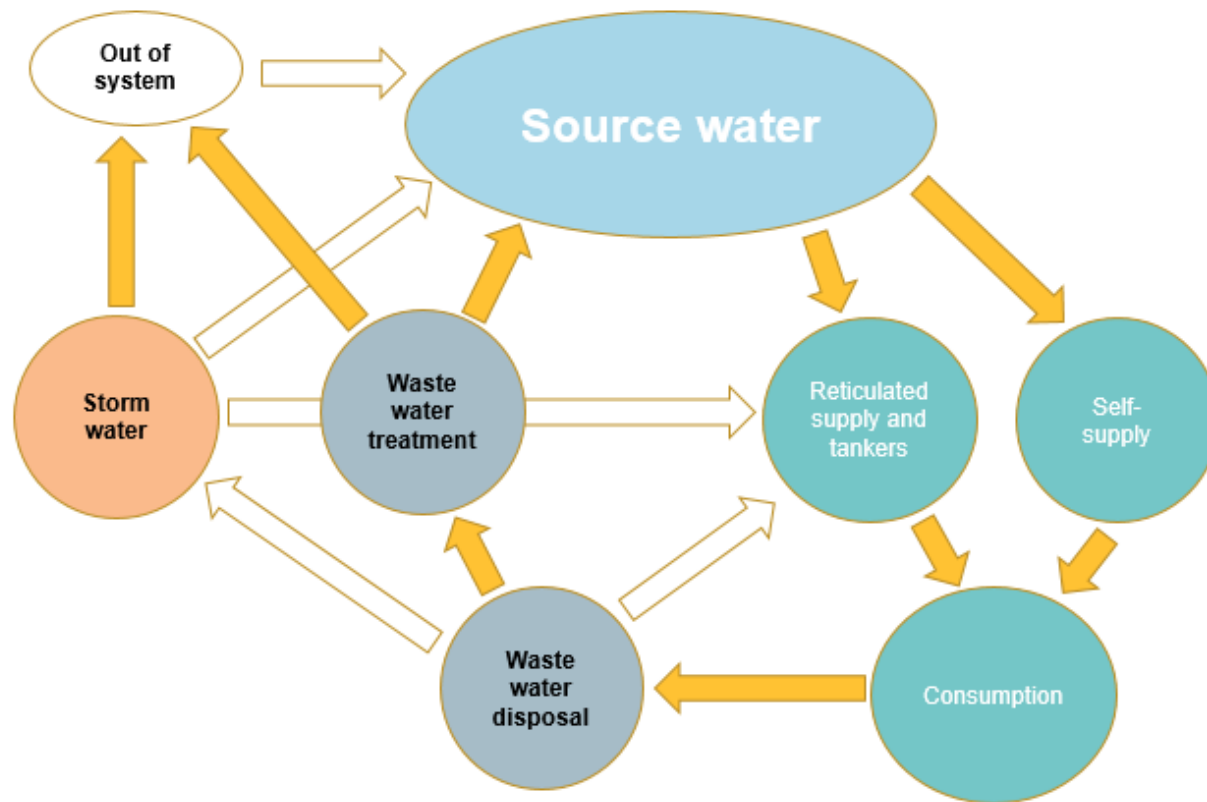 Out of
system
Source water
Storm
water
Waste
water
treatment
Reticulated
supply and
tankers
Self-
supply
Waste
water
disposal
Consumption